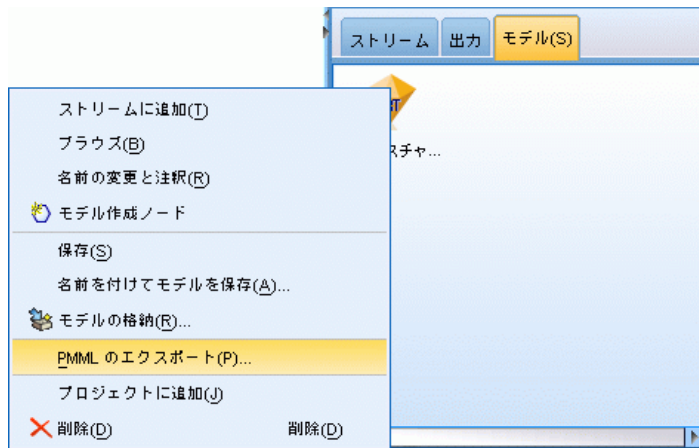 ストリーム 出力 モデル(S)
スチャ...
ストリームに追加(T)
ブラウズ(B)
名前の変更と注釈(R)
モデル作成ノード
保存(S)
名前を付けてモデルを保存(A)...
モデルの格納(R)...
PMML のエクスポート(P)...
プロジェクトに追加(J)
削除(D) 削除(D)